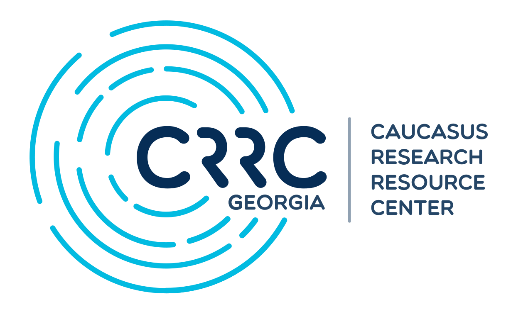 CRRC
GEORGIA
CAUCASUS
RESEARCH
RESOURCE
CENTER